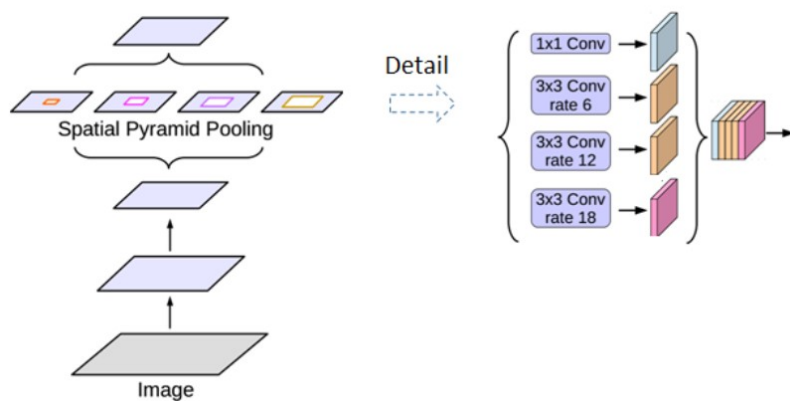 Spatial Pyramid Pooling
Image
Detail
1x1 Conv
3x3 Conv
rate 6
3x3 Conv
rate 12
3x3 Conv
rate 18